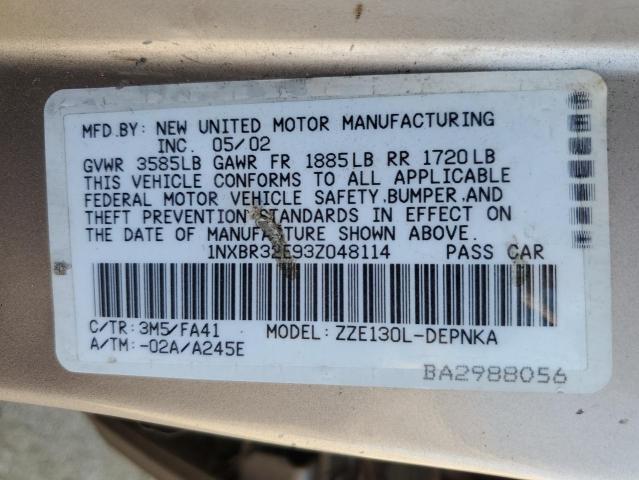 MFD.BY: NEW UNITED MOTOR MANUFACTURING
INC. 05/02
GVWR 3585LB GAWR FR 1885LB RR 1720LB
THIS VEHICLE CONFORMS TO ALL APPLICABLE
FEDERAL MOTOR VEHICLE SAFETY.BUMPER.AND
THEFT PREVENTION STANDARDS IN EFFECT ON
THE DATE OF MANUFACTURE SHOWN ABOVE.
1NXBR32E93Z048114 PASS CAR
C/TR: 3M5/FA41 MODEL: ZZE130L-DEPNKA
A/TM: -02A/A245E
BA2988056